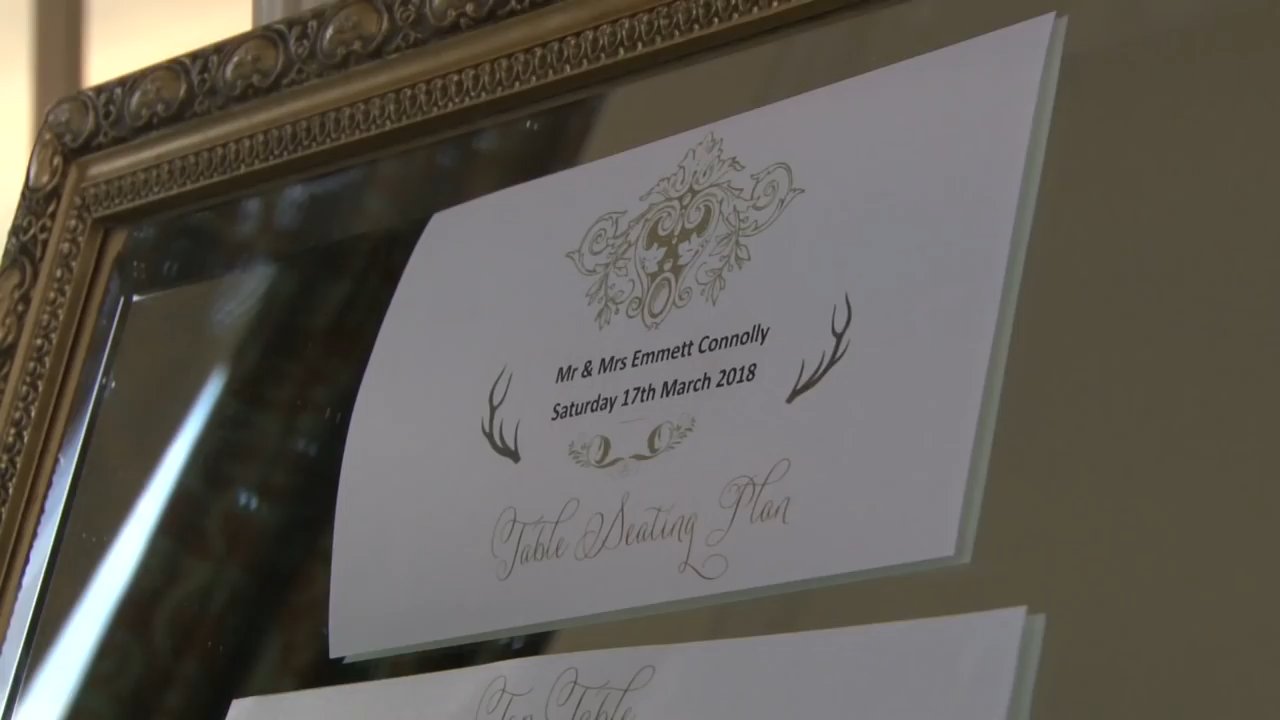 Mr & Mrs Emmett Connolly
Saturday 17th March 2018
Table Seating Plan
Top Table